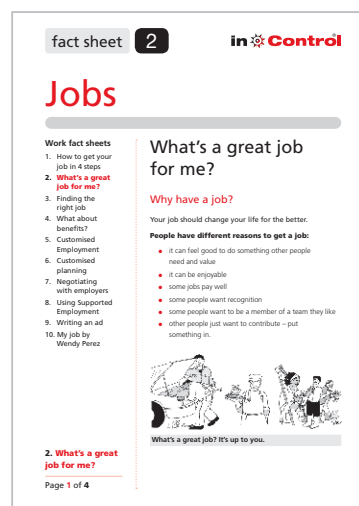 fact sheet 2
in Control
Jobs
Work fact sheets
1. How to get your
job in 4 steps
2. What's a great
job for me?
3. Finding the
right job
4. What about
benefits?
5. Customised
Employment
6. Customised
planning
7. Negotiating
with employers
8. Using Supported
Employment
9. Writing an ad
10. My job by
Wendy Perez
2. What's a great
job for me?
Page 1 of 4
What's a great job
for me?
Why have a job?
Your job should change your life for the better.
People have different reasons to get a job:
• it can feel good to do something other people
need and value
• it can be enjoyable
• some jobs pay well
• some people want recognition
• some people want to be a member of a team they like
• other people just want to contribute – put
something in.
What's a great job? It's up to you.